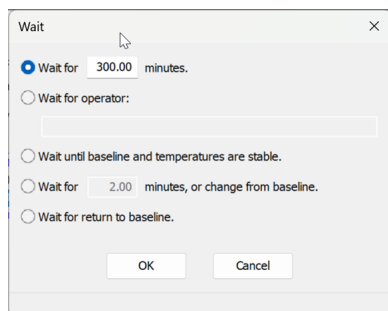 Wait
Wait for 300.00 minutes.
Wait for operator:
Wait until baseline and temperatures are stable.
Wait for 2.00 minutes, or change from baseline.
Wait for return to baseline.
OK Cancel